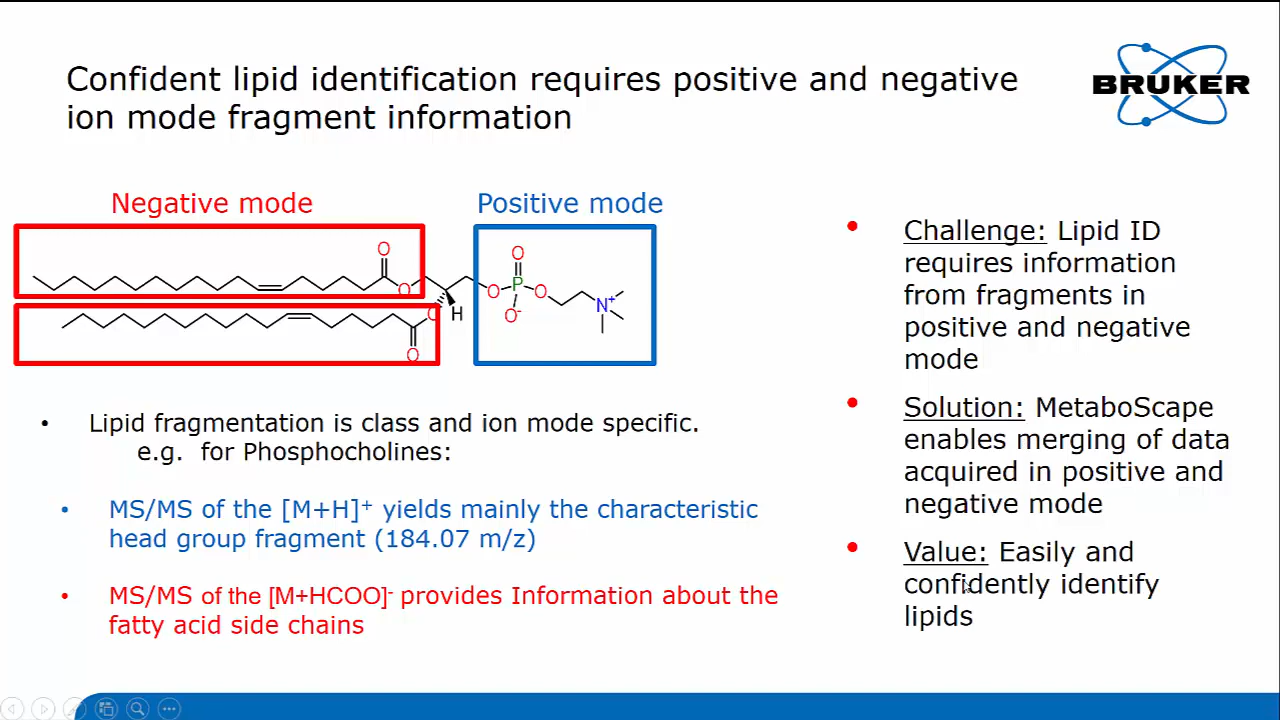 Confident lipid identification requires positive and negative
ion mode fragment information
BRUKER
Negative mode
Positive mode
O
O
O
O
O
P
O
O
O-
N+
H
• Lipid fragmentation is class and ion mode specific.
e.g. for Phosphocholines:
• MS/MS of the [M+H]+ yields mainly the characteristic
head group fragment (184.07 m/z)
• MS/MS of the [M+HCOO]- provides Information about the
fatty acid side chains
• Challenge: Lipid ID
requires information
from fragments in
positive and negative
mode
• Solution: MetaboScape
enables merging of data
acquired in positive and
negative mode
• Value: Easily and
confidently identify
lipids